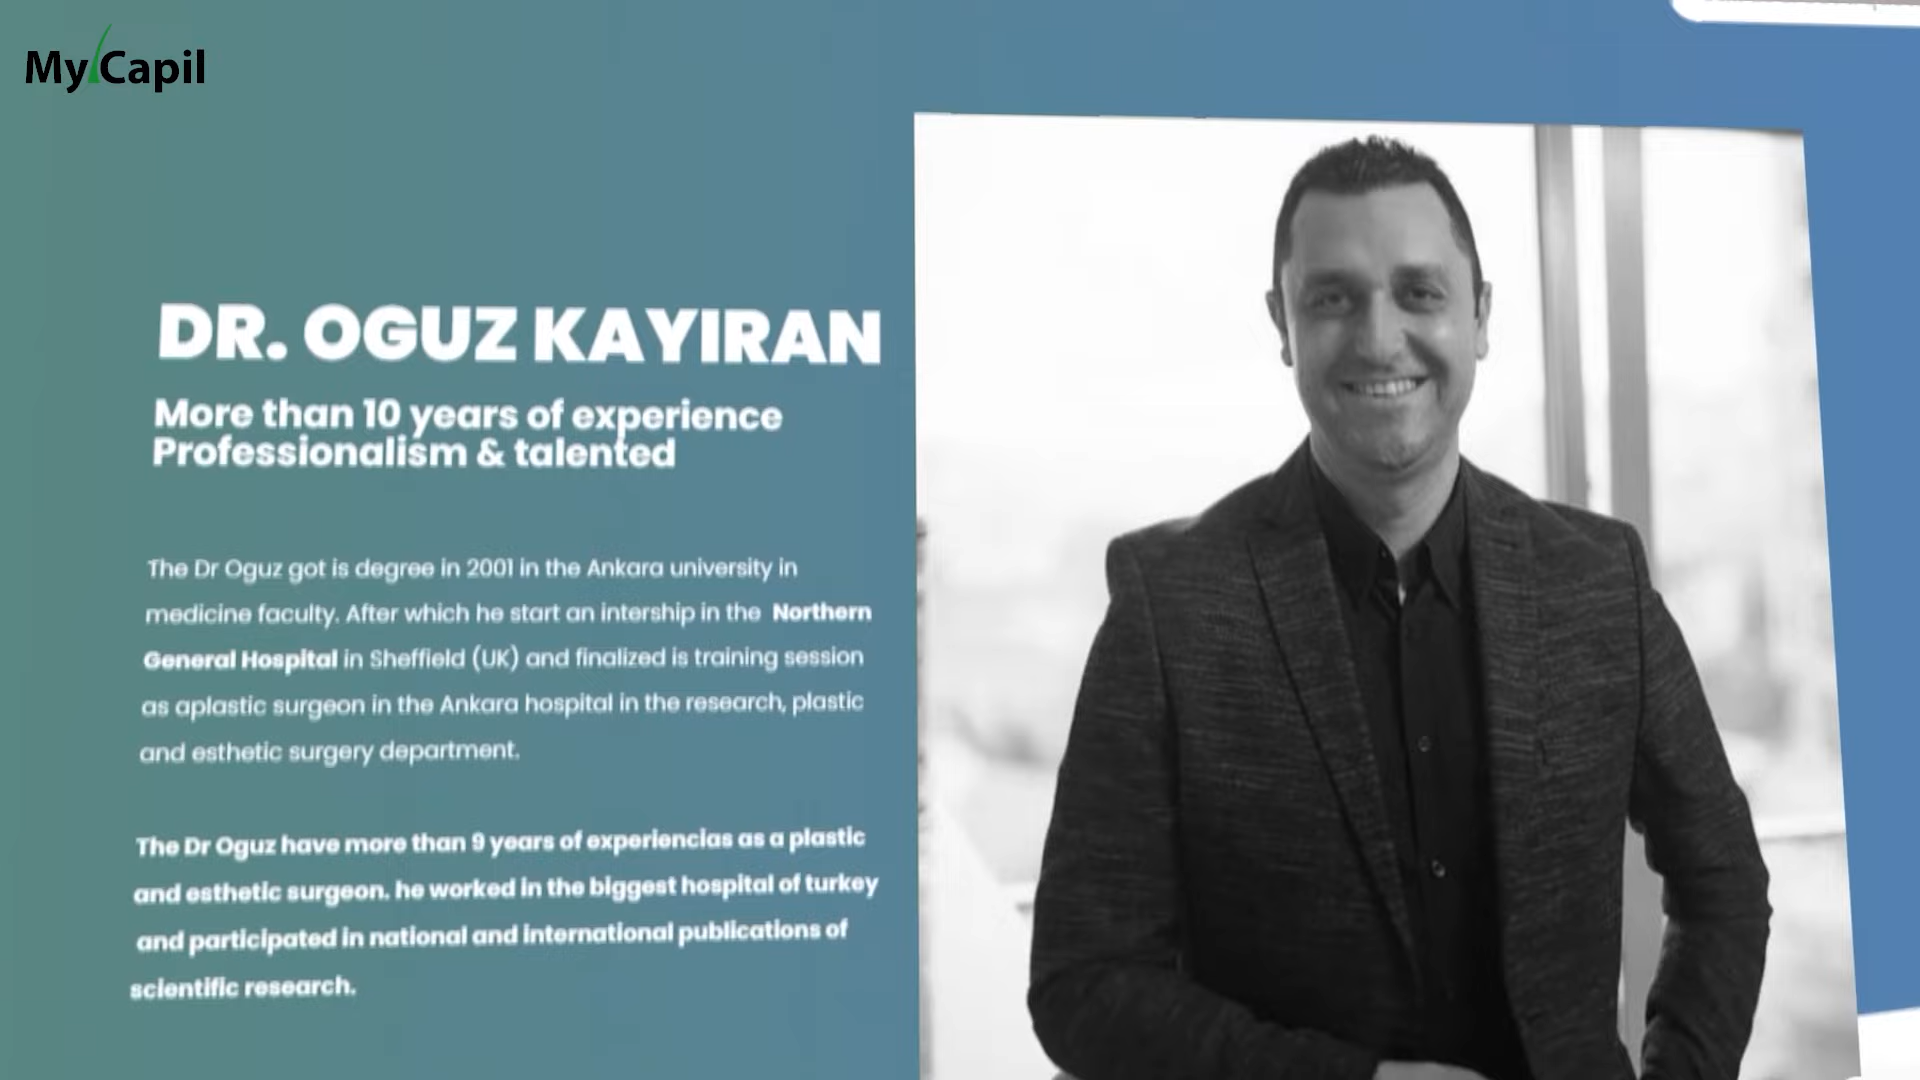 My Capil
DR. OGUZ KAYIRAN
More than 10 years of experience
Professionalism & talented
The Dr Oguz got is degree in 2001 in the Ankara university in
medicine faculty. After which he start an intership in the Northern
General Hospital in Sheffield (UK) and finalized is training session
as aplastic surgeon in the Ankara hospital in the research, plastic
and esthetic surgery department.
The Dr Oguz have more than 9 years of experiencias as a plastic
and esthetic surgeon. he worked in the biggest hospital of turkey
and participated in national and international publications of
scientific research.